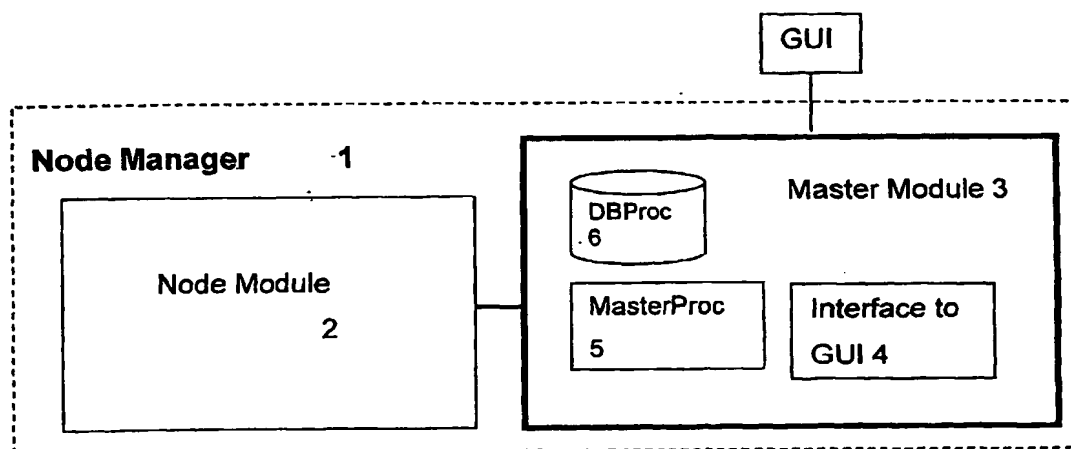 GUI
Node Manager 1
Master Module 3
DBProc
6
Node Module
2
MasterProc
5
Interface to
GUI 4